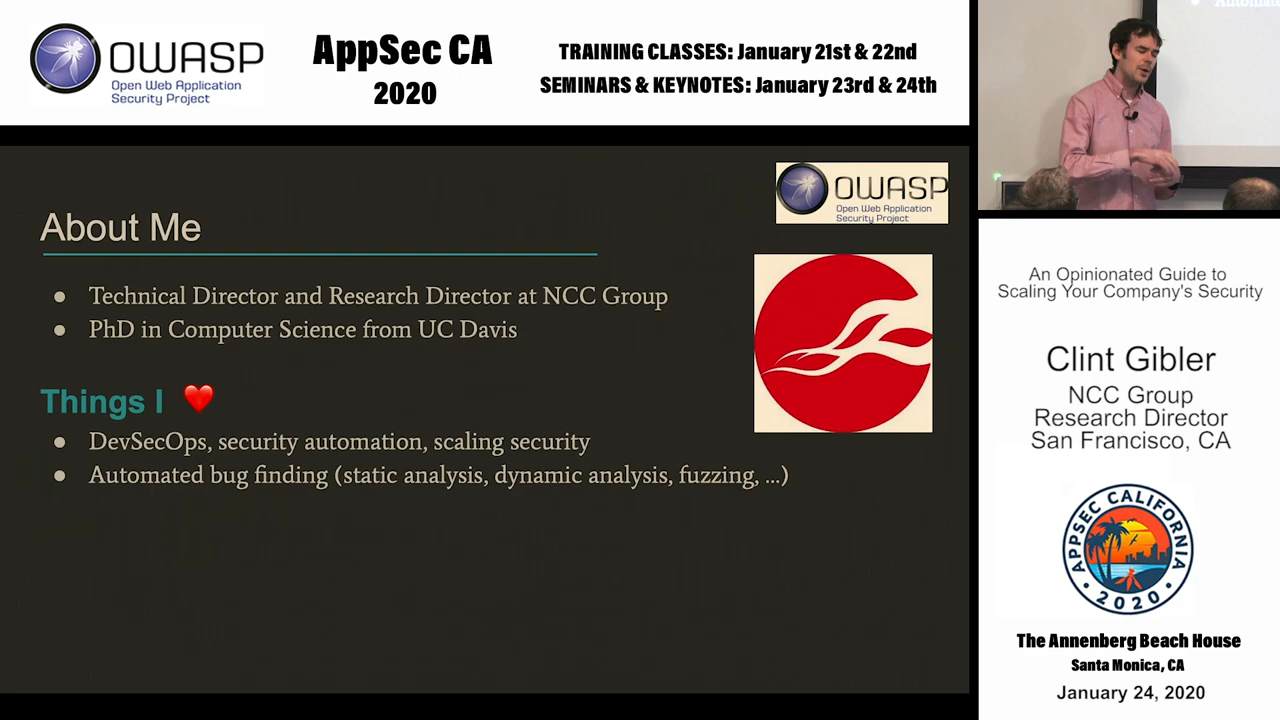 OWASP
Open Web Application
Security Project
AppSec CA
2020
TRAINING CLASSES: January 21st & 22nd
SEMINARS & KEYNOTES: January 23rd & 24th
OWASP
Open Web Application
Security Project
About Me
● Technical Director and Research Director at NCC Group
● PhD in Computer Science from UC Davis
Things I ❤️
● DevSecOps, security automation, scaling security
● Automated bug finding (static analysis, dynamic analysis, fuzzing, ...)
An Opinionated Guide to
Scaling Your Company's Security
Clint Gibler
NCC Group
Research Director
San Francisco, CA
APPSEC CALIFORNIA
• 2020 •
The Annenberg Beach House
Santa Monica, CA
January 24, 2020